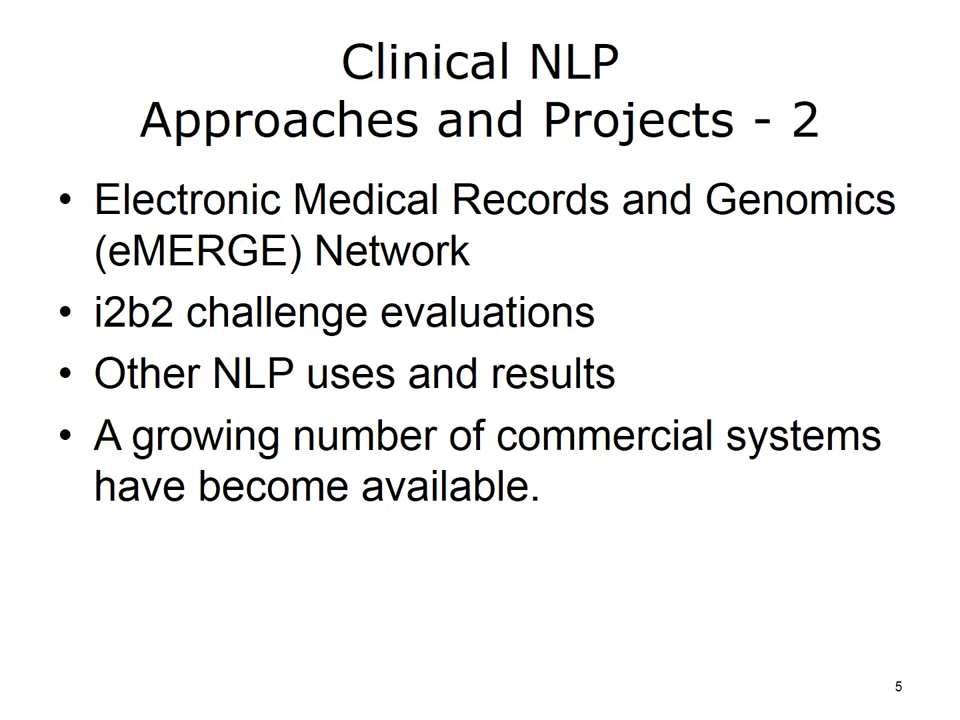 Clinical NLP
Approaches and Projects - 2
• Electronic Medical Records and Genomics
(eMERGE) Network
• i2b2 challenge evaluations
• Other NLP uses and results
• A growing number of commercial systems
have become available.
5